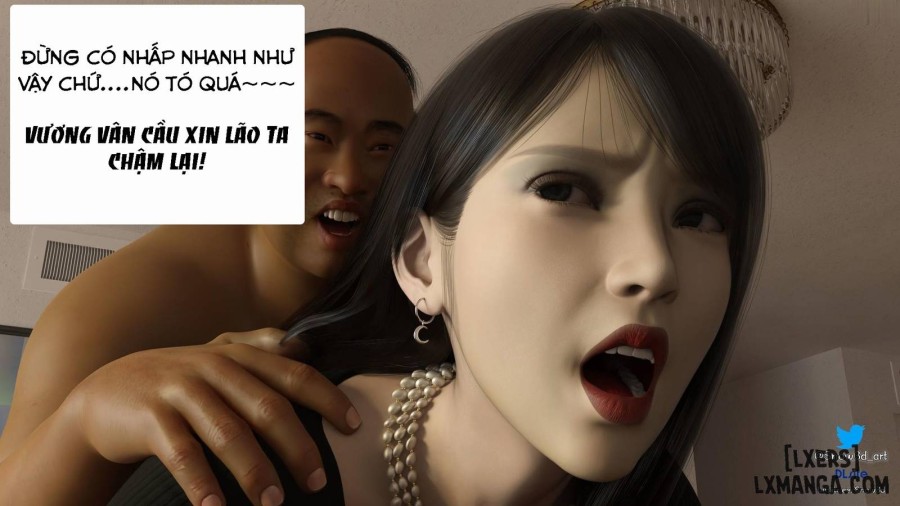 ĐỪNG CÓ NHẤP NHANH NHƯ
VẬY CHỨ....NÓ TÓ QUÁ~~~
VƯƠNG VÂN CẦU XIN LÃO TA
CHẬM LẠI!
[LXERS]
LXMANGA.COM